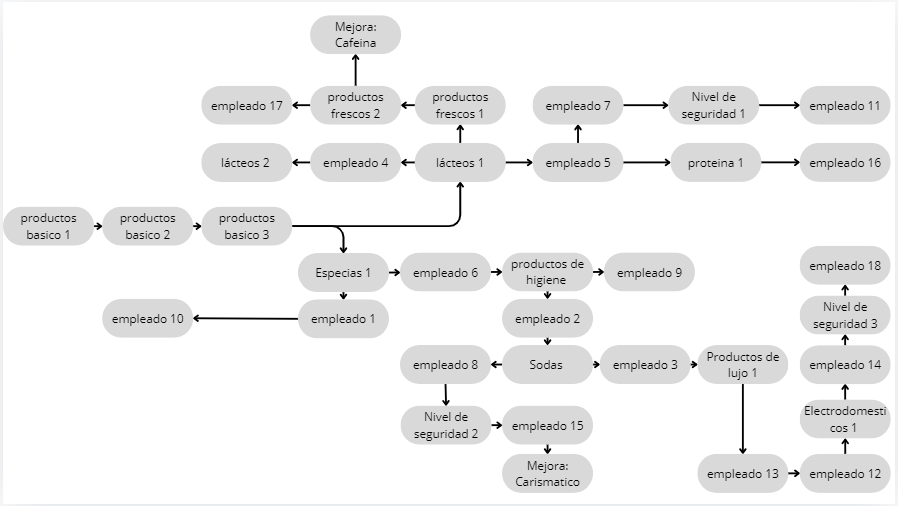 Mejora:
Cafeina
empleado 17
productos
frescos 2
productos
frescos 1
empleado 7
Nivel de
seguridad 1
empleado 11
lácteos 2
empleado 4
lácteos 1
empleado 5
proteina 1
empleado 16
productos
basico 1
productos
basico 2
productos
basico 3
Especias 1
empleado 6
productos de
higiene
empleado 9
empleado 18
empleado 10
empleado 1
empleado 2
Nivel de
seguridad 3
empleado 8
Sodas
empleado 3
Productos de
lujo 1
empleado 14
Nivel de
seguridad 2
empleado 15
Electrodomesti
cos 1
Mejora:
Carismatico
empleado 13
empleado 12